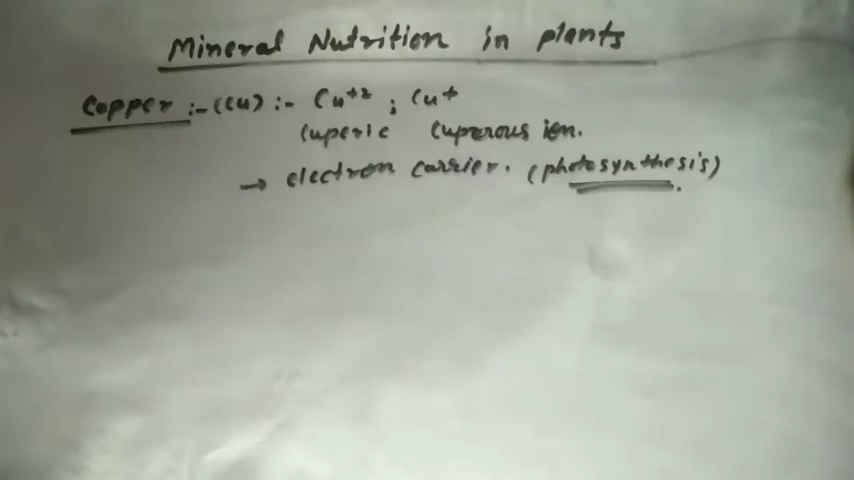 Mineral Nutrition in plants
Copper :- (Cu) :- Cu+2 ; Cu+
Cuperic Cuperous ion.
→ electron carrier. (photosynthesis).